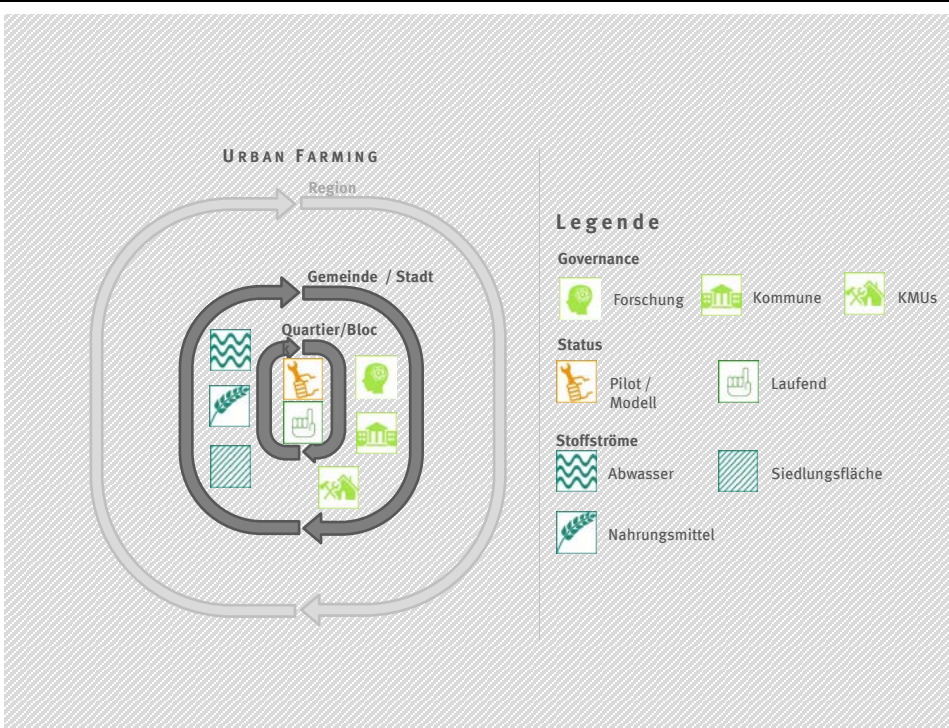 URBAN FARMING
Region
Gemeinde / Stadt
Quartier/Bloc
Legende
Governance
Forschung
Kommune
KMUs
Status
Pilot /
Modell
Laufend
Stoffströme
Abwasser
Siedlungsfläche
Nahrungsmittel